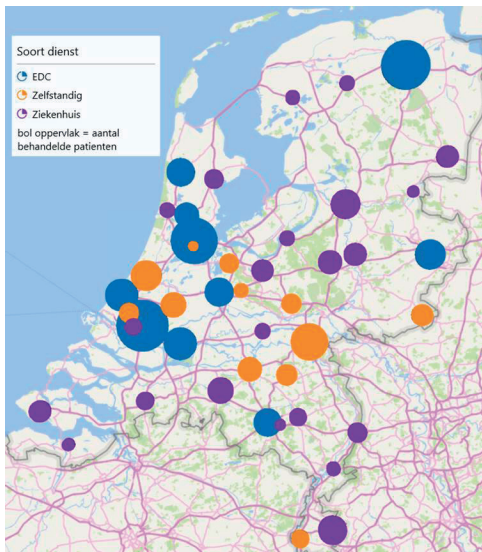 Soort dienst
EDC
Zelfstandig
Ziekenhuis
bol oppervlak = aantal
behandelde patienten